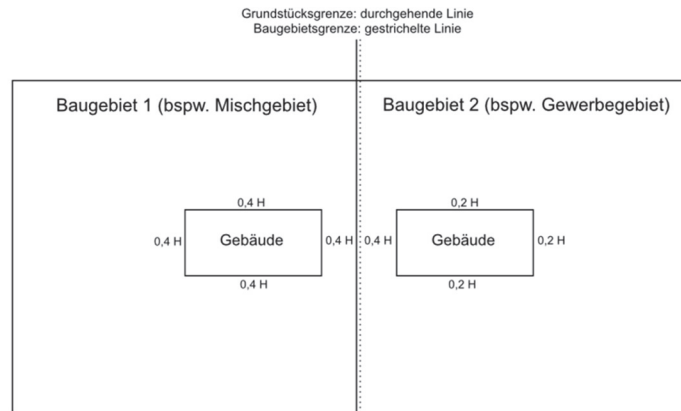 Grundstücksgrenze: durchgehende Linie
Baugebietsgrenze: gestrichelte Linie
Baugebiet 1 (bspw. Mischgebiet)
Baugebiet 2 (bspw. Gewerbegebiet)
0,4 H
0,2 H
0,4 H
Gebäude
0,4 H
0,4 H
Gebäude
0,2 H
0,4 H
0,2 H